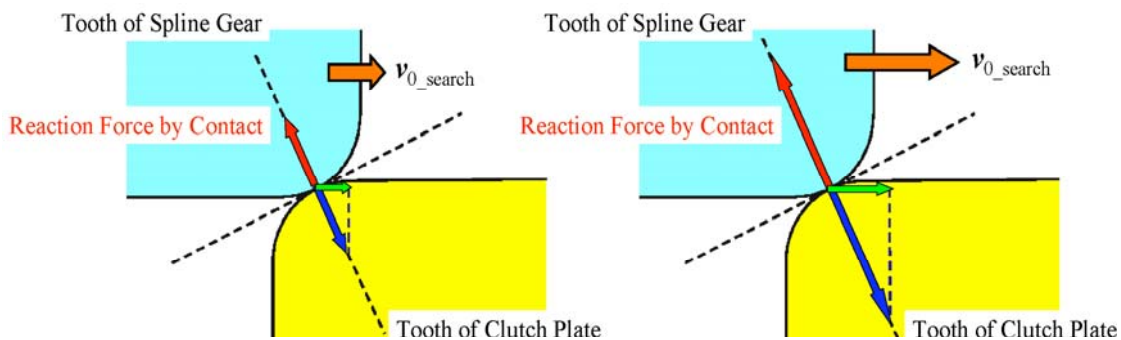 Tooth of Spline Gear
v0_search
Reaction Force by Contact
Tooth of Clutch Plate
Tooth of Spline Gear
v0_search
Reaction Force by Contact
Tooth of Clutch Plate